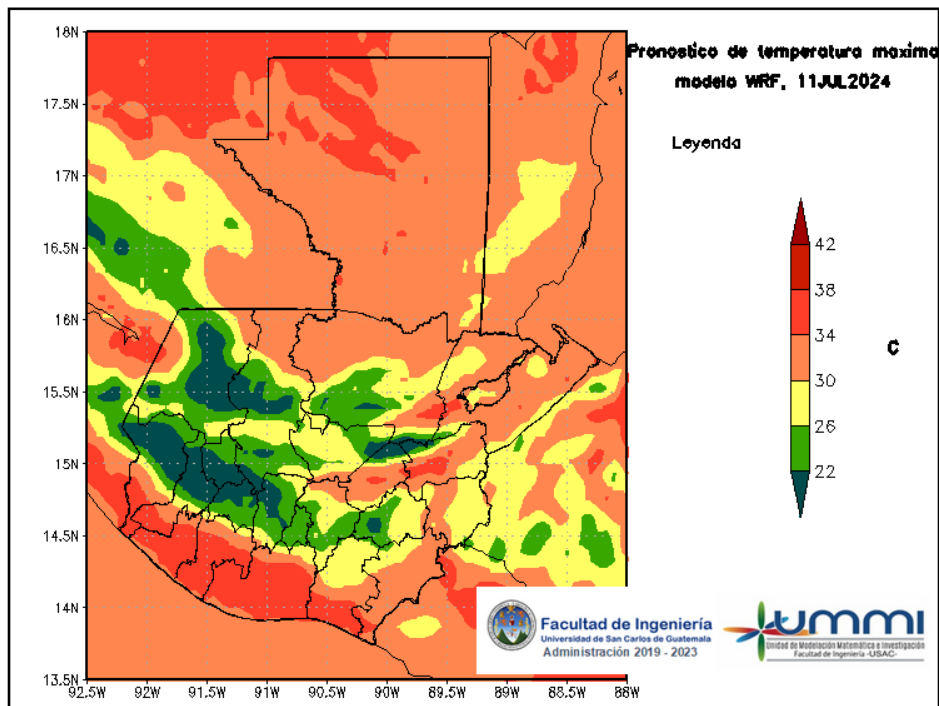 Pronostico de temperatura maxima
modelo WRF, 11JUL2024
Leyenda
42
38
34
30
26
22
C
18N
17.5N
17N
16.5N
16N
15.5N
15N
14.5N
14N
13.5N
92.5W
92W
91.5W
91W
90.5W
90W
89.5W
89W
88.5W
88W
Facultad de Ingeniería
Universidad de San Carlos de Guatemala
Administración 2019 - 2023
UMMI
Unidad de Modelación Matemática e Investigación
Facultad de Ingeniería -USAC-